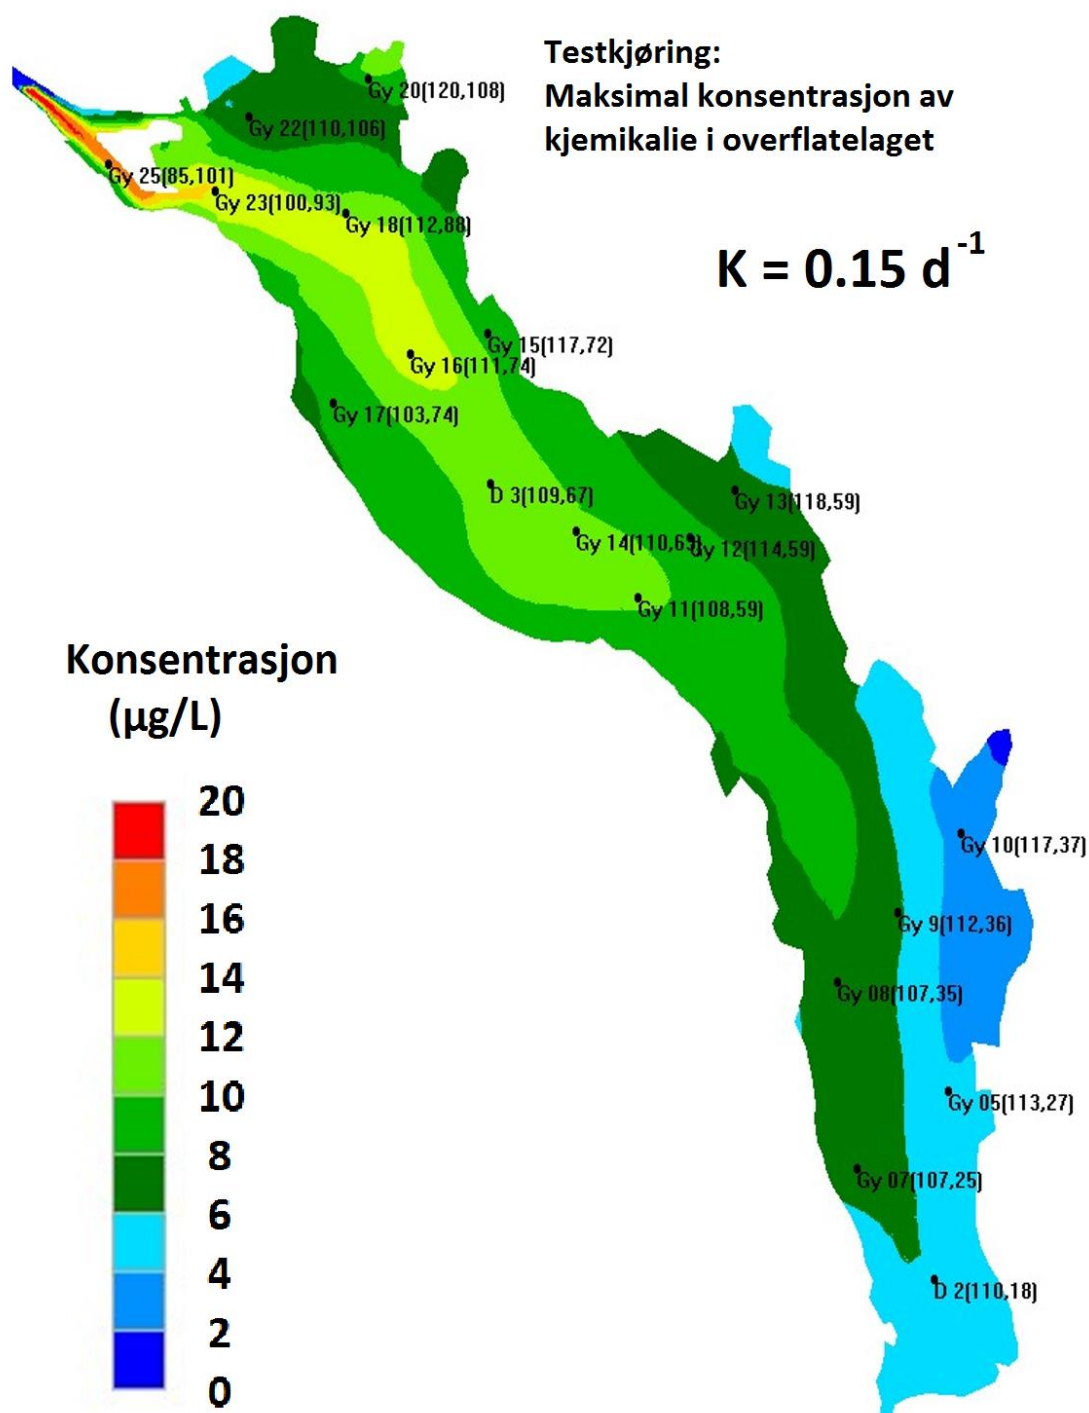 Testkjøring:
Maksimal konsentrasjon av
kjemikalie i overflatelaget
K = 0.15 d⁻¹
Gy 20(120,108)
Gy 22(110,106)
Gy 25(85,101)
Gy 23(100,93)
Gy 18(112,88)
Gy 15(117,72)
Gy 16(111,74)
Gy 17(103,74)
D 3(109,67)
Gy 13(118,59)
Gy 14(110,63)
Gy 12(114,59)
Gy 11(108,59)
Gy 10(117,37)
Gy 9(112,36)
Gy 08(107,35)
Gy 05(113,27)
Gy 07(107,25)
D 2(110,18)
Konsentrasjon
(µg/L)
20
18
16
14
12
10
8
6
4
2
0